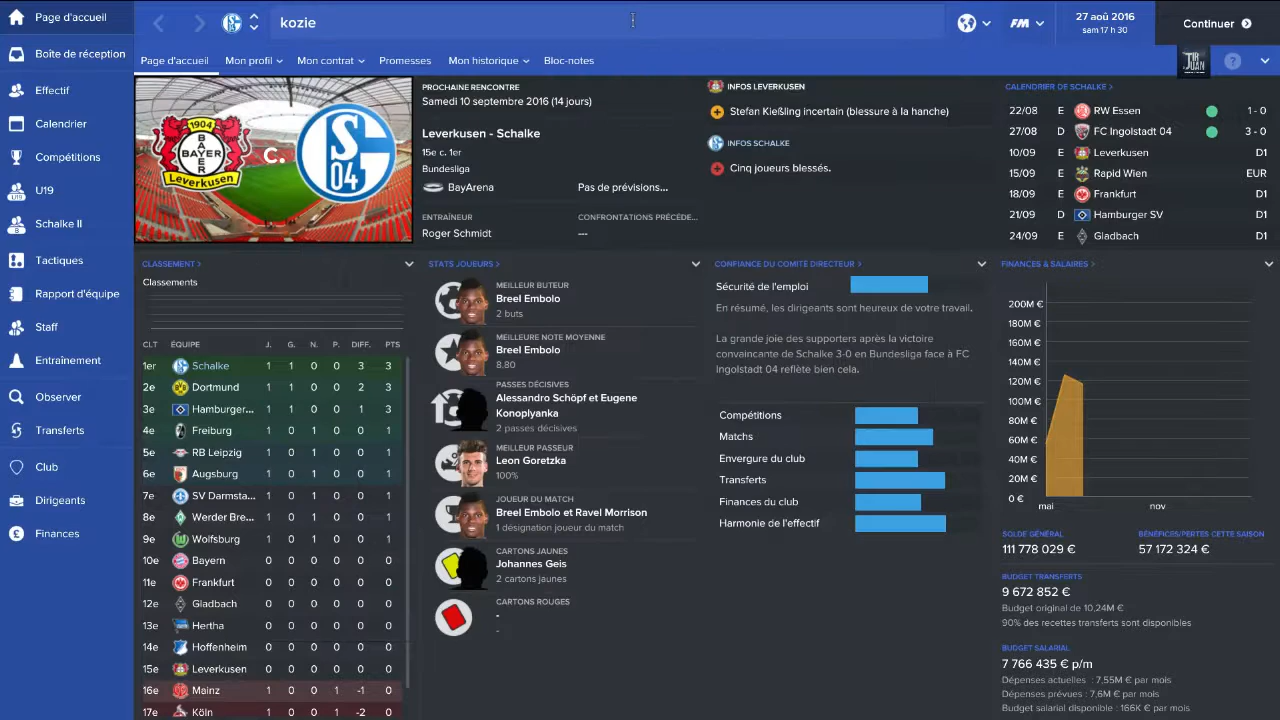 Page d'accueil
Boîte de réception
Effectif
Calendrier
Compétitions
U19
Schalke II
Tactiques
Rapport d'équipe
Staff
Entraînement
Observer
Transferts
Club
Dirigeants
Finances
kozie
FM
27 aoû 2016
sam 17 h 30
Continuer
Page d'accueil
Mon profil
Mon contrat
Promesses
Mon historique
Bloc-notes
1904
BAYER
Leverkusen
c.
S04
PROCHAINE RENCONTRE
Samedi 10 septembre 2016 (14 jours)
Leverkusen - Schalke
15e c. 1er
Bundesliga
BayArena
Pas de prévisions...
ENTRAÎNEUR
CONFRONTATIONS PRÉCÉDE...
Roger Schmidt
---
INFOS LEVERKUSEN
Stefan Kießling incertain (blessure à la hanche)
INFOS SCHALKE
Cinq joueurs blessés.
CALENDRIER DE SCHALKE >
22/08 E RW Essen 1 - 0
27/08 D FC Ingolstadt 04 3 - 0
10/09 E Leverkusen D1
15/09 E Rapid Wien EUR
18/09 E Frankfurt D1
21/09 D Hamburger SV D1
24/09 E Gladbach D1
CLASSEMENT >
Classements
CLT ÉQUIPE J. G. N. P. DIFF. PTS
1er Schalke 1 1 0 0 3 3
2e Dortmund 1 1 0 0 2 3
3e Hamburger... 1 1 0 0 1 3
4e Freiburg 1 0 1 0 0 1
5e RB Leipzig 1 0 1 0 0 1
6e Augsburg 1 0 1 0 0 1
7e SV Darmsta... 1 0 1 0 0 1
8e Werder Bre... 1 0 1 0 0 1
9e Wolfsburg 1 0 1 0 0 1
10e Bayern 0 0 0 0 0 0
11e Frankfurt 0 0 0 0 0 0
12e Gladbach 0 0 0 0 0 0
13e Hertha 0 0 0 0 0 0
14e Hoffenheim 0 0 0 0 0 0
15e Leverkusen 0 0 0 0 0 0
16e Mainz 1 0 0 1 -1 0
17e Köln 1 0 0 1 -2 0
STATS JOUEURS >
MEILLEUR BUTEUR
Breel Embolo
2 buts
MEILLEURE NOTE MOYENNE
Breel Embolo
8.80
PASSES DÉCISIVES
Alessandro Schöpf et Eugene
Konoplyanka
2 passes décisives
MEILLEUR PASSEUR
Leon Goretzka
100%
JOUEUR DU MATCH
Breel Embolo et Ravel Morrison
1 désignation joueur du match
CARTONS JAUNES
Johannes Geis
2 cartons jaunes
CARTONS ROUGES
-
-
CONFIANCE DU COMITÉ DIRECTEUR >
Sécurité de l'emploi
En résumé, les dirigeants sont heureux de votre travail.
La grande joie des supporters après la victoire
convaincante de Schalke 3-0 en Bundesliga face à FC
Ingolstadt 04 reflète bien cela.
Compétitions
Matchs
Envergure du club
Transferts
Finances du club
Harmonie de l'effectif
FINANCES & SALAIRES >
200M €
180M €
160M €
140M €
120M €
100M €
80M €
60M €
40M €
20M €
0 €
mai nov
SOLDE GÉNÉRAL
111 778 029 €
BÉNÉFICES/PERTES CETTE SAISON
57 172 324 €
BUDGET TRANSFERTS
9 672 852 €
Budget original de 10,24M €
90% des recettes transferts sont disponibles
BUDGET SALARIAL
7 766 435 € p/m
Dépenses actuelles : 7,55M € par mois
Dépenses prévues : 7,6M € par mois
Budget salarial disponible : 166K € par mois